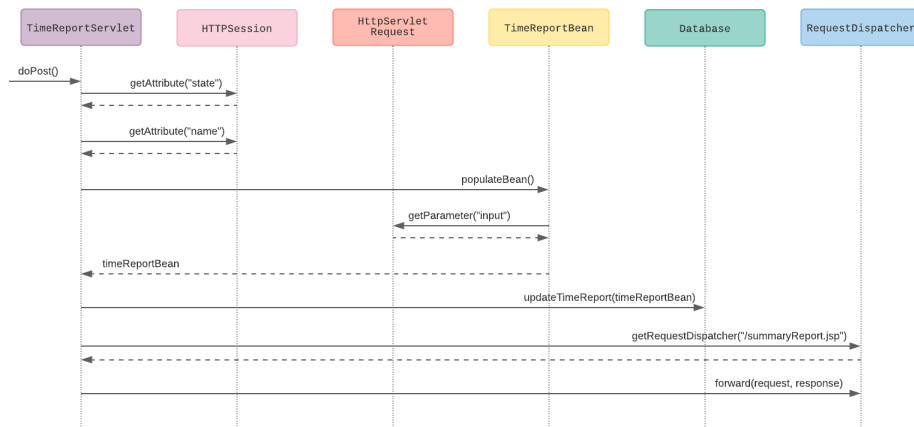 TimeReportServlet
HTTPSession
HttpServlet
Request
TimeReportBean
Database
RequestDispatcher
doPost()
getAttribute("state")
getAttribute("name")
populateBean()
getParameter("input")
timeReportBean
updateTimeReport(timeReportBean)
getRequestDispatcher("/summaryReport.jsp")
forward(request, response)